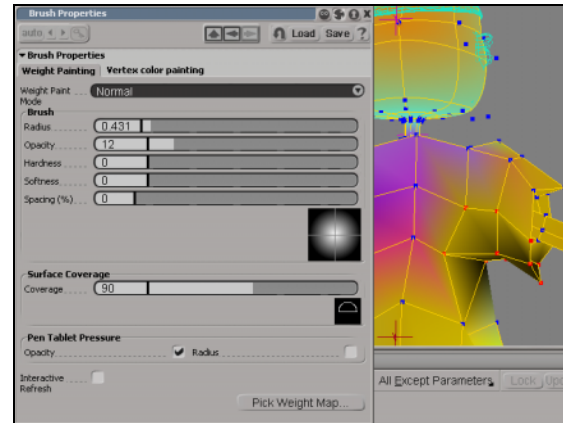 Brush Properties
auto
Load Save ?
Brush Properties
Weight Painting Vertex color painting
Weight Paint Mode Normal
Brush
Radius 0.431
Opacity 12
Hardness 0
Softness 0
Spacing (%) 0
Surface Coverage
Coverage 90
Pen Tablet Pressure
Opacity Radius
Interactive Refresh
Pick Weight Map...
All Except Parameters Lock